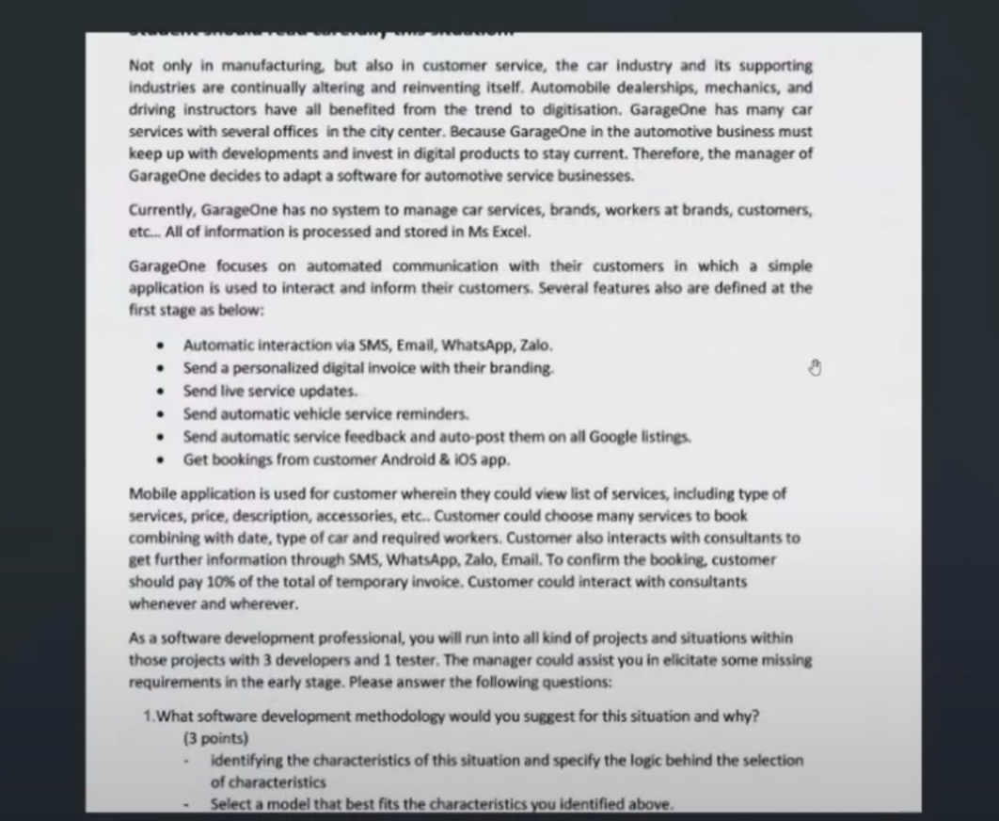 Student should read carefully this situation:
Not only in manufacturing, but also in customer service, the car industry and its supporting
industries are continually altering and reinventing itself. Automobile dealerships, mechanics, and
driving instructors have all benefited from the trend to digitisation. GarageOne has many car
services with several offices in the city center. Because GarageOne in the automotive business must
keep up with developments and invest in digital products to stay current. Therefore, the manager of
GarageOne decides to adapt a software for automotive service businesses.
Currently, GarageOne has no system to manage car services, brands, workers at brands, customers,
etc... All of information is processed and stored in Ms Excel.
GarageOne focuses on automated communication with their customers in which a simple
application is used to interact and inform their customers. Several features also are defined at the
first stage as below:
• Automatic interaction via SMS, Email, WhatsApp, Zalo.
• Send a personalized digital invoice with their branding.
• Send live service updates.
• Send automatic vehicle service reminders.
• Send automatic service feedback and auto-post them on all Google listings.
• Get bookings from customer Android & iOS app.
Mobile application is used for customer wherein they could view list of services, including type of
services, price, description, accessories, etc.. Customer could choose many services to book
combining with date, type of car and required workers. Customer also interacts with consultants to
get further information through SMS, WhatsApp, Zalo, Email. To confirm the booking, customer
should pay 10% of the total of temporary invoice. Customer could interact with consultants
whenever and wherever.
As a software development professional, you will run into all kind of projects and situations within
those projects with 3 developers and 1 tester. The manager could assist you in elicitate some missing
requirements in the early stage. Please answer the following questions:
1.What software development methodology would you suggest for this situation and why?
(3 points)
- identifying the characteristics of this situation and specify the logic behind the selection
of characteristics
- Select a model that best fits the characteristics you identified above.